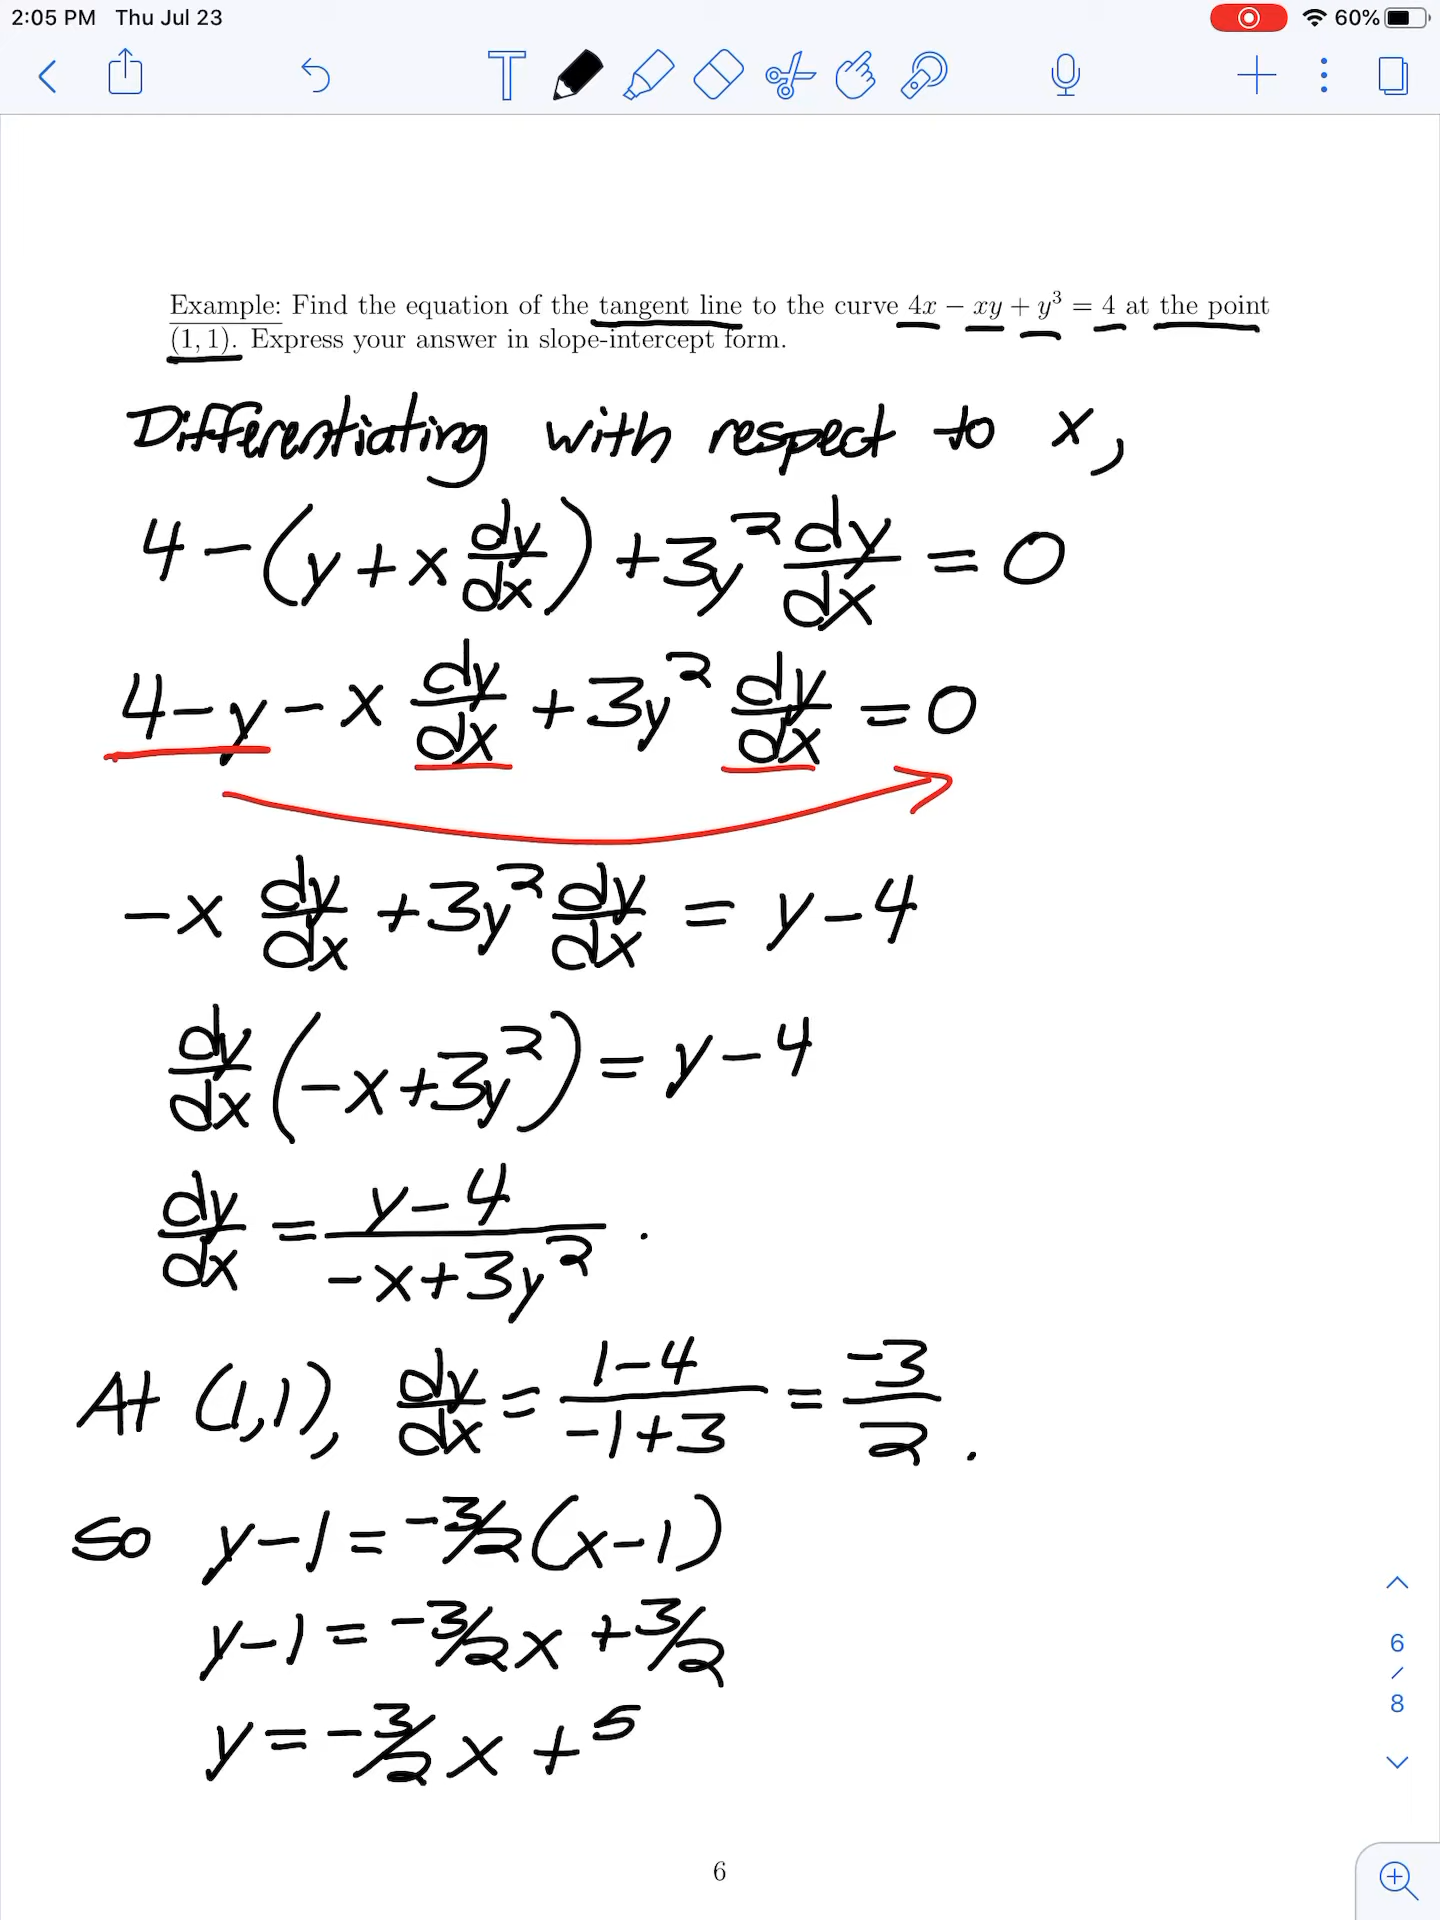 2:05 PM Thu Jul 23 60%
T
Example: Find the equation of the tangent line to the curve 4x − xy + y³ = 4 at the point
(1, 1). Express your answer in slope-intercept form.
Differentiating with respect to x,
4 − (y + x dy/dx) + 3y² dy/dx = 0
4 − y − x dy/dx + 3y² dy/dx = 0
−x dy/dx + 3y² dy/dx = y − 4
dy/dx (−x + 3y²) = y − 4
dy/dx = y − 4 / −x + 3y² .
At (1,1), dy/dx = 1 − 4 / −1 + 3 = −3/2 .
So y − 1 = −3/2 (x − 1)
y − 1 = −3/2 x + 3/2
y = −3/2 x + 5
6
/
8
6